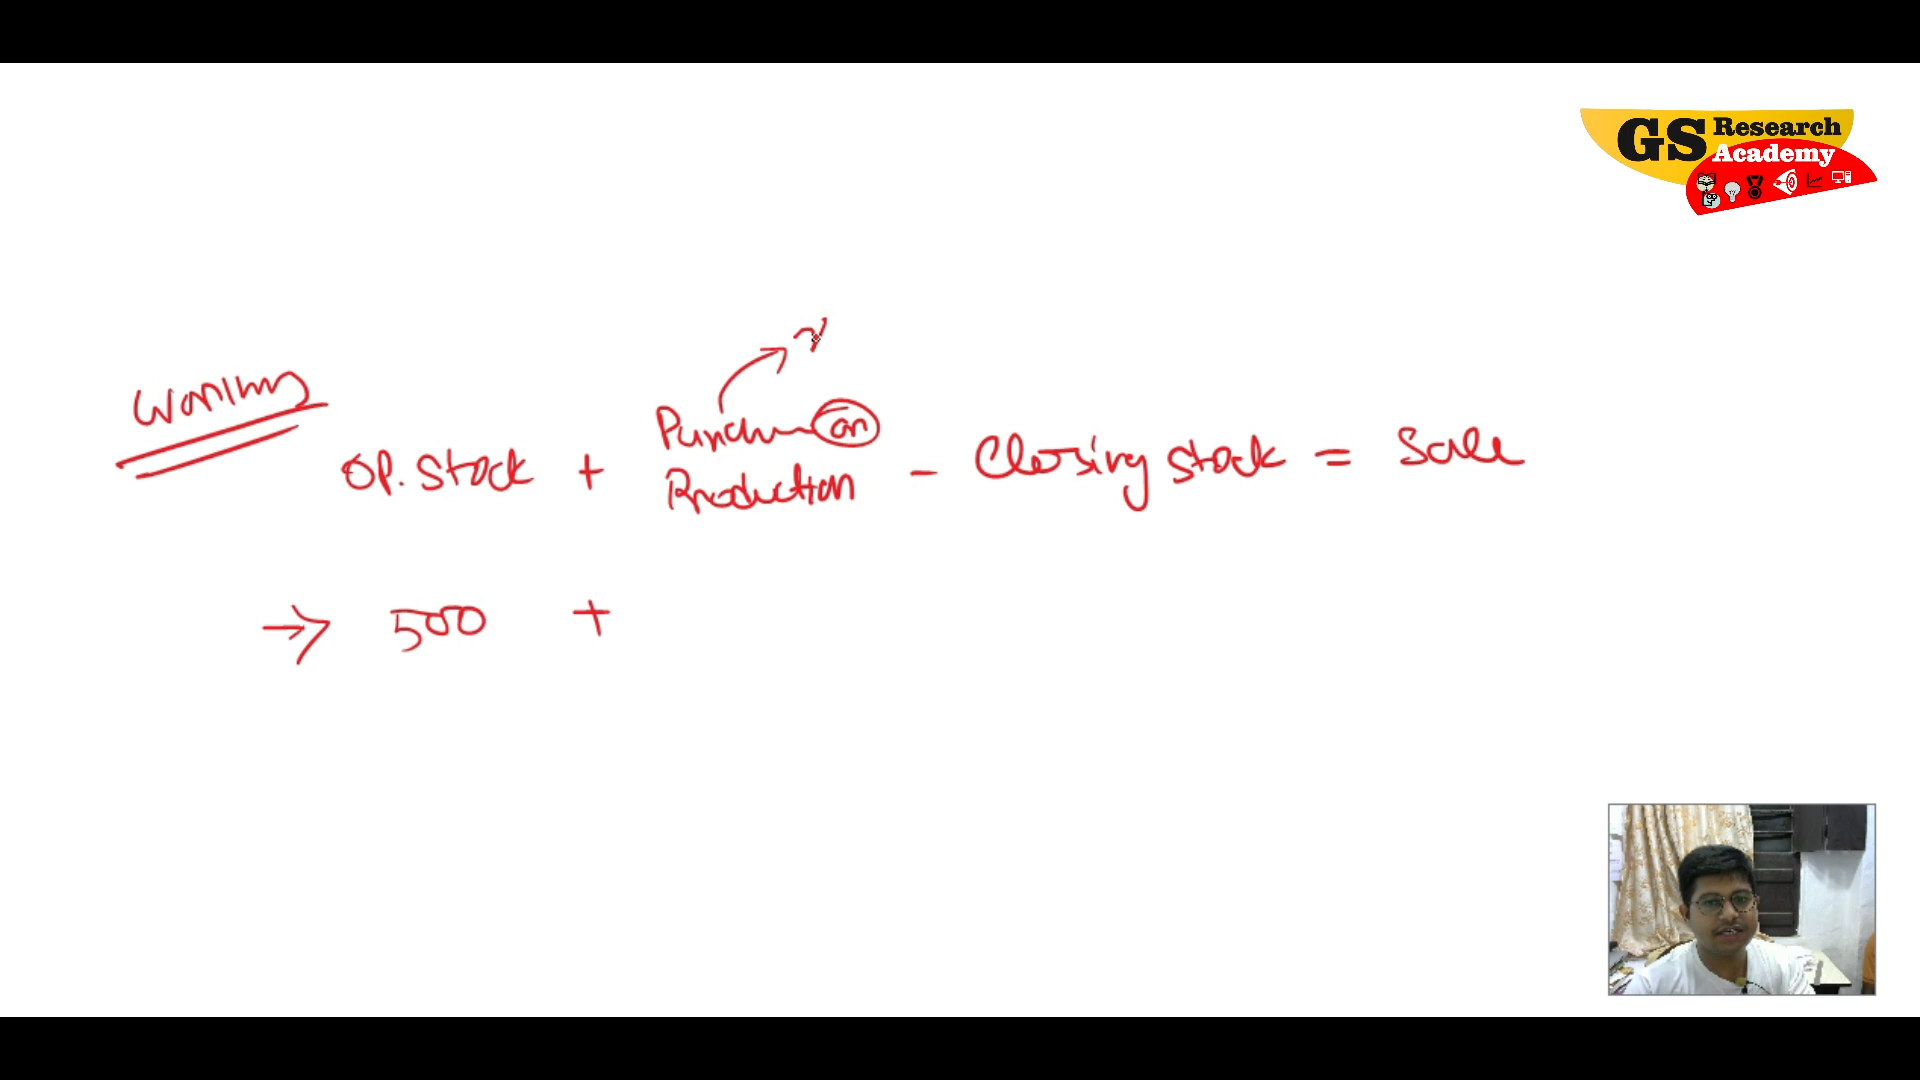 GS Research
Academy
Working
OP. Stock + Purchase or Production - Closing stock = Sale
→ 500 +